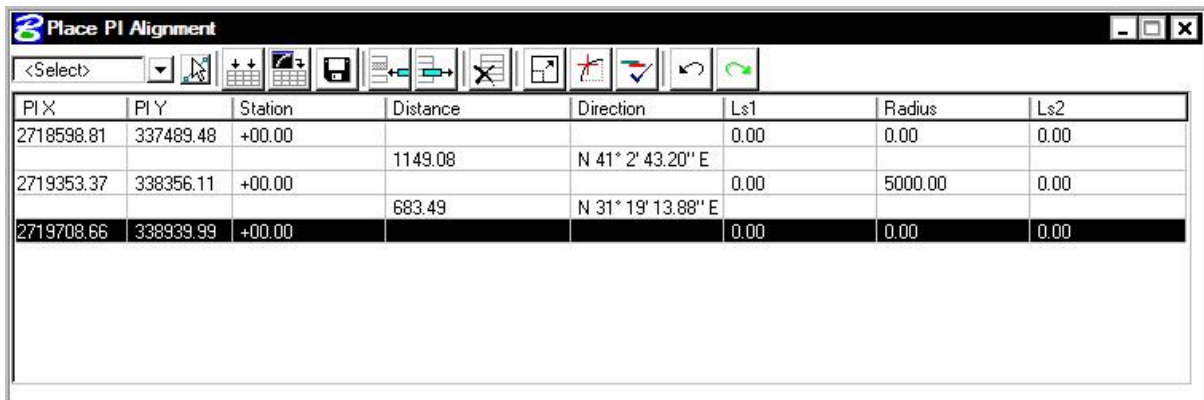 Place PI Alignment
<Select>
PI X PI Y Station Distance Direction Ls1 Radius Ls2
2718598.81 337489.48 +00.00 0.00 0.00 0.00
1149.08 N 41° 2' 43.20'' E
2719353.37 338356.11 +00.00 0.00 5000.00 0.00
683.49 N 31° 19' 13.88'' E
2719708.66 338939.99 +00.00 0.00 0.00 0.00